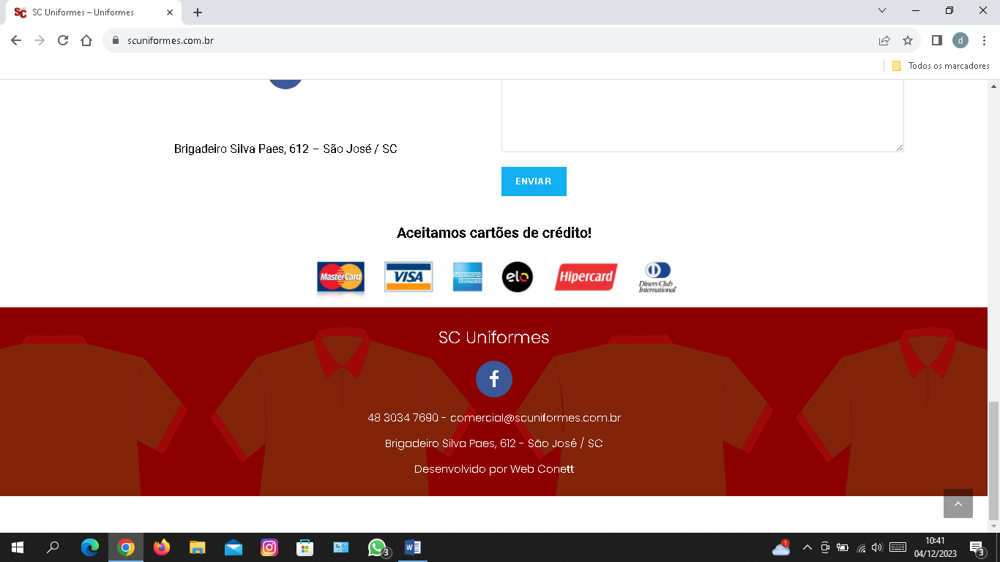 SC Uniformes – Uniformes
scuniformes.com.br
d
Todos os marcadores
Brigadeiro Silva Paes, 612 – São José / SC
ENVIAR
Aceitamos cartões de crédito!
MasterCard VISA AMERICAN EXPRESS elo Hipercard Diners Club International
SC Uniformes
48 3034 7690 - comercial@scuniformes.com.br
Brigadeiro Silva Paes, 612 - São José / SC
Desenvolvido por Web Conett
3
1
10:41
04/12/2023
3